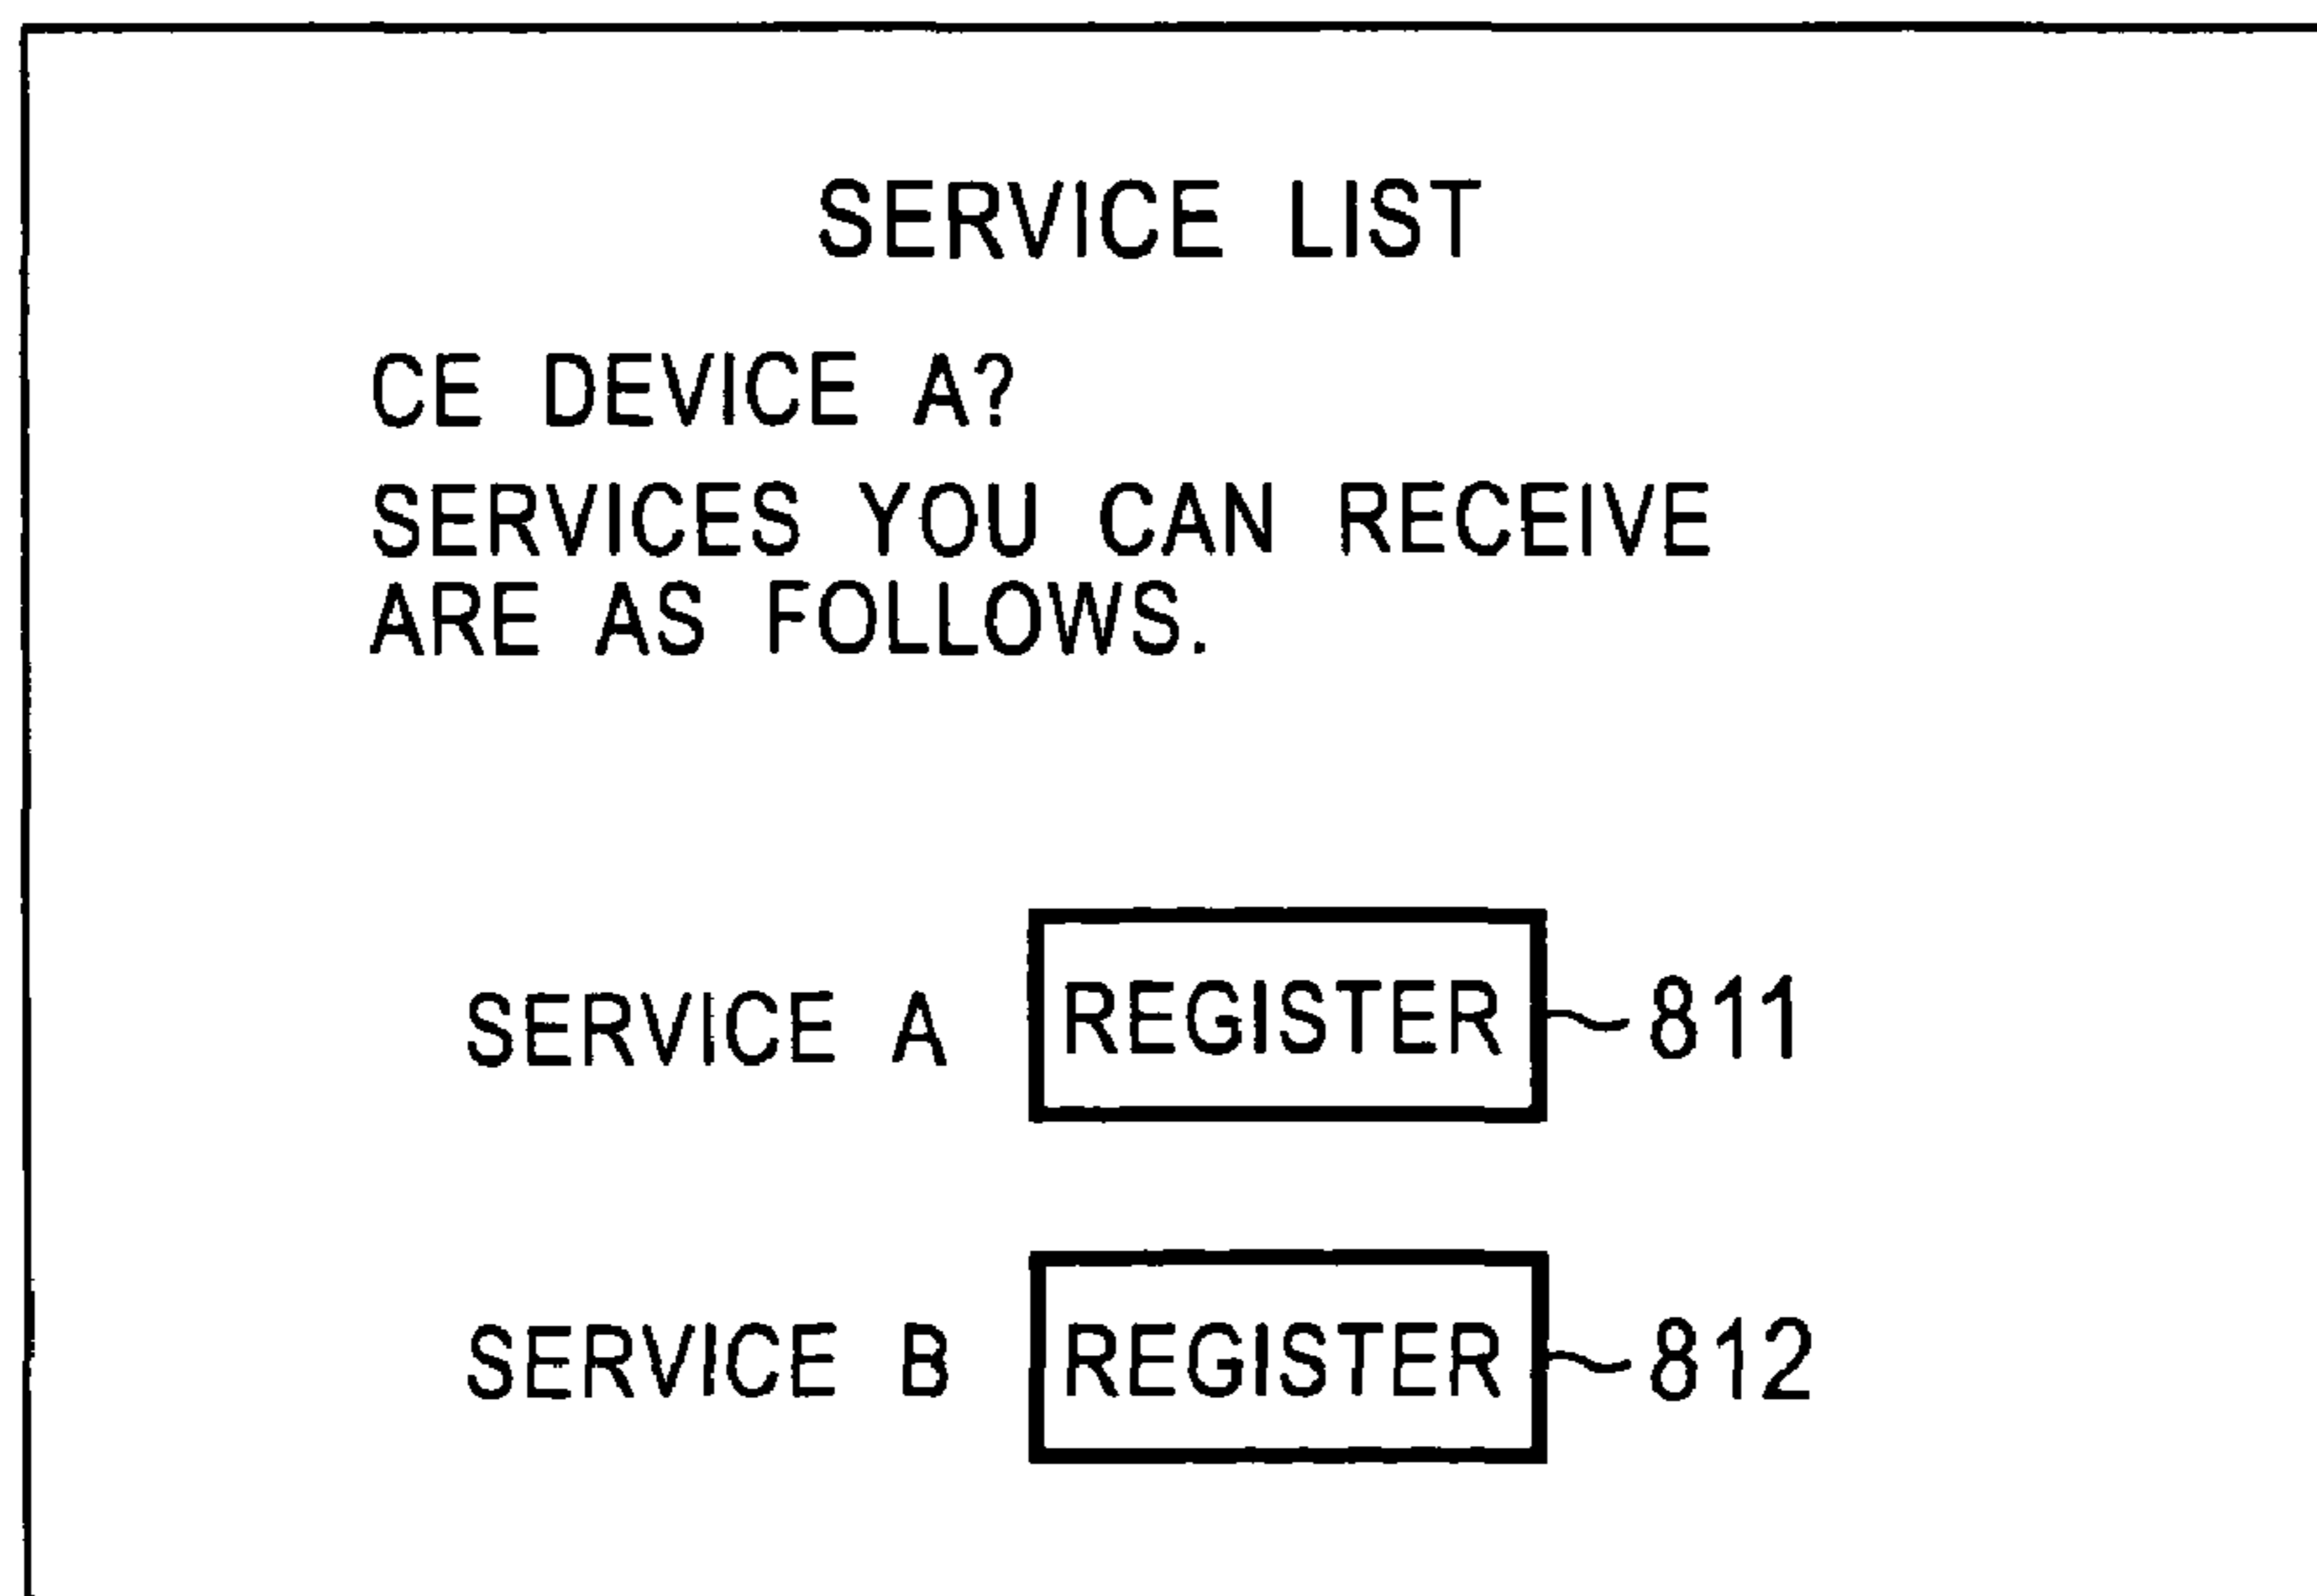 SERVICE LIST
CE DEVICE A?
SERVICES YOU CAN RECEIVE
ARE AS FOLLOWS.
SERVICE A REGISTER 811
SERVICE B REGISTER 812